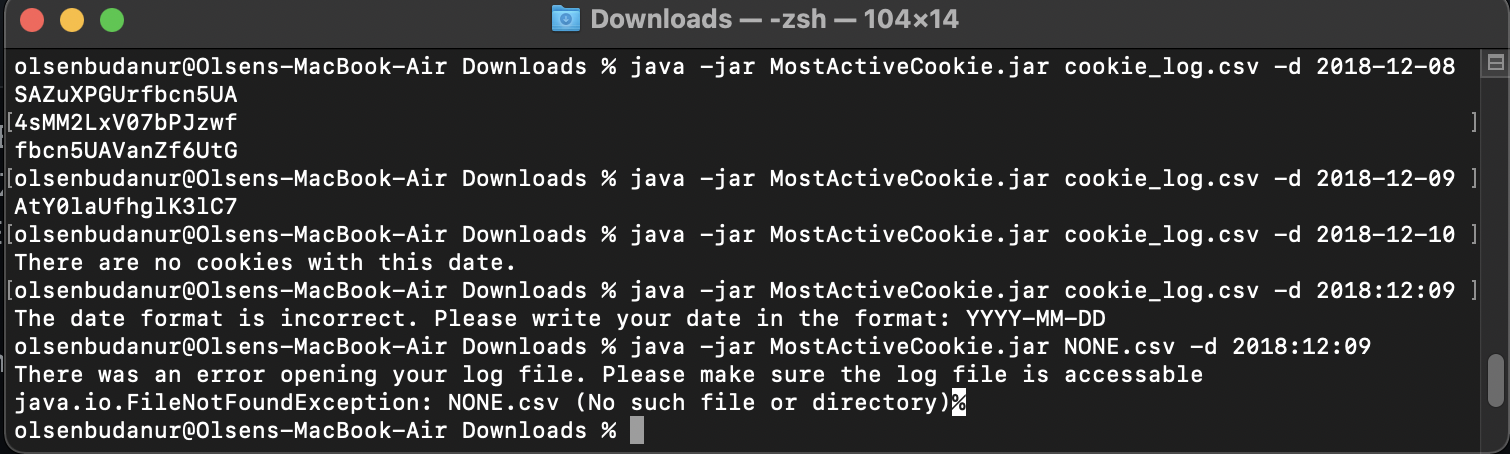 Downloads — -zsh — 104×14
olsenbudanur@Olsens-MacBook-Air Downloads % java -jar MostActiveCookie.jar cookie_log.csv -d 2018-12-08
SAZuXPGUrfbcn5UA
[4sMM2LxV07bPJzwf ]
fbcn5UAVanZf6UtG
[olsenbudanur@Olsens-MacBook-Air Downloads % java -jar MostActiveCookie.jar cookie_log.csv -d 2018-12-09 ]
AtY0laUfhglK3lC7
[olsenbudanur@Olsens-MacBook-Air Downloads % java -jar MostActiveCookie.jar cookie_log.csv -d 2018-12-10 ]
There are no cookies with this date.
[olsenbudanur@Olsens-MacBook-Air Downloads % java -jar MostActiveCookie.jar cookie_log.csv -d 2018:12:09 ]
The date format is incorrect. Please write your date in the format: YYYY-MM-DD
olsenbudanur@Olsens-MacBook-Air Downloads % java -jar MostActiveCookie.jar NONE.csv -d 2018:12:09
There was an error opening your log file. Please make sure the log file is accessable
java.io.FileNotFoundException: NONE.csv (No such file or directory)%
olsenbudanur@Olsens-MacBook-Air Downloads %